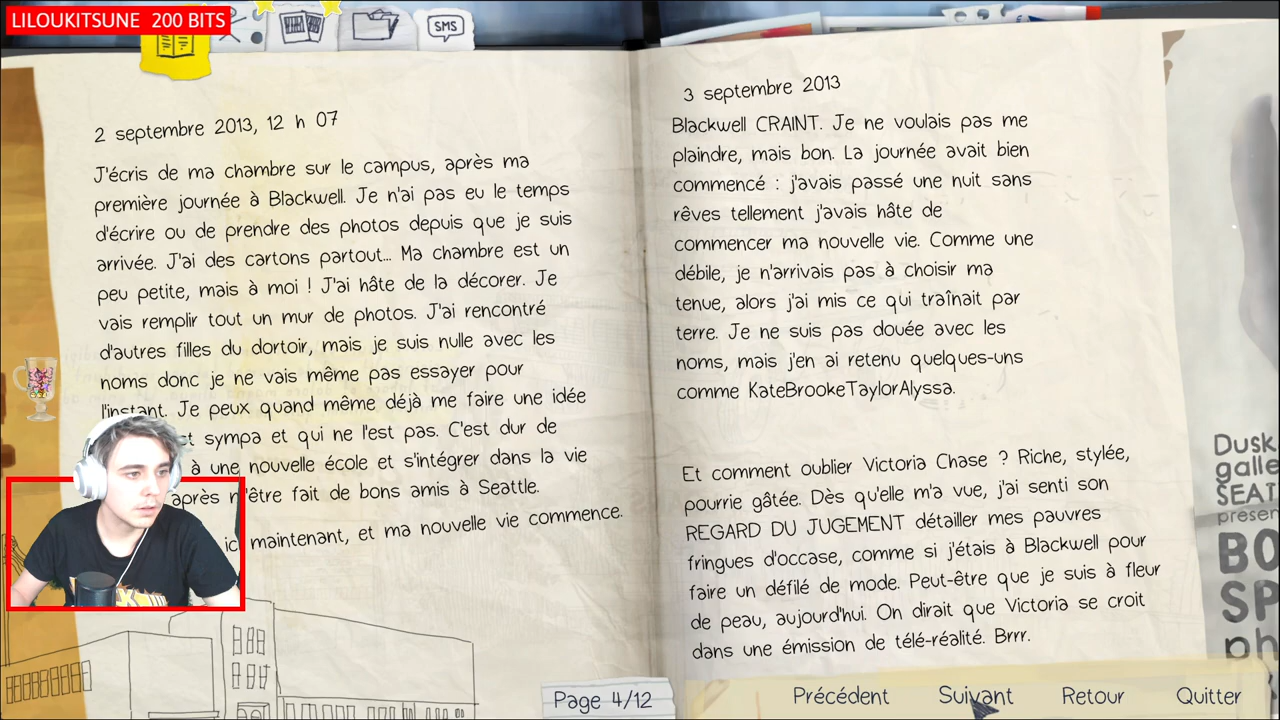 LILOUKITSUNE 200 BITS
SMS
2 septembre 2013, 12 h 07
J'écris de ma chambre sur le campus, après ma
première journée à Blackwell. Je n'ai pas eu le temps
d'écrire ou de prendre des photos depuis que je suis
arrivée. J'ai des cartons partout... Ma chambre est un
peu petite, mais à moi ! J'ai hâte de la décorer. Je
vais remplir tout un mur de photos. J'ai rencontré
d'autres filles du dortoir, mais je suis nulle avec les
noms donc je ne vais même pas essayer pour
l'instant. Je peux quand même déjà me faire une idée
sympa et qui ne l'est pas. C'est dur de
à une nouvelle école et s'intégrer dans la vie
après m'être fait de bons amis à Seattle.
ici maintenant, et ma nouvelle vie commence.
3 septembre 2013
Blackwell CRAINT. Je ne voulais pas me
plaindre, mais bon. La journée avait bien
commencé : j'avais passé une nuit sans
rêves tellement j'avais hâte de
commencer ma nouvelle vie. Comme une
débile, je n'arrivais pas à choisir ma
tenue, alors j'ai mis ce qui traînait par
terre. Je ne suis pas douée avec les
noms, mais j'en ai retenu quelques-uns
comme KateBrookeTaylorAlyssa.
Et comment oublier Victoria Chase ? Riche, stylée,
pourrie gâtée. Dès qu'elle m'a vue, j'ai senti son
REGARD DU JUGEMENT détailler mes pauvres
fringues d'occase, comme si j'étais à Blackwell pour
faire un défilé de mode. Peut-être que je suis à fleur
de peau, aujourd'hui. On dirait que Victoria se croit
dans une émission de télé-réalité. Brrr.
Dusk
galle
SEAT
presen
BO
SP
ph
Page 4/12
Précédent Suivant Retour Quitter